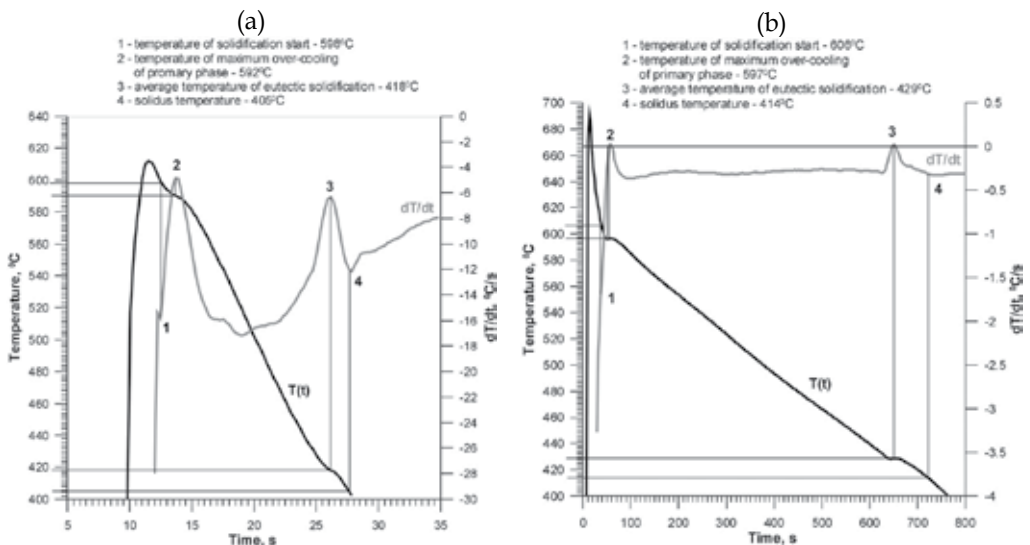 (a)
1 - temperature of solidification start - 598ºC
2 - temperature of maximum over-cooling
of promary phase - 592ºC
3 - average temperature of eutectic solidification - 418ºC
4 - solidus temperature - 405ºC
640
620
600
580
560
540
520
500
480
460
440
420
400
Temperature, ºC
0
-2
-4
-6
-8
-10
-12
-14
-16
-18
-20
-22
-24
-26
-28
-30
dT/dt, ºC/s
1
2
3
4
dT/dt
T(t)
5 10 15 20 25 30 35
Time, s
(b)
1 - temperature of solidification start - 606ºC
2 - temperature of maximum over-cooling
of primary phase - 597ºC
3 - average temperature of eutectic solidification - 429ºC
4 - solidus temperature - 414ºC
700
680
660
640
620
600
580
560
540
520
500
480
460
440
420
400
Temperature, ºC
0.5
0
-0.5
-1
-1.5
-2
-2.5
-3
-3.5
-4
dT/dt, ºC/s
1
2
3
4
dT/dt
T(t)
0 100 200 300 400 500 600 700 800
Time, s